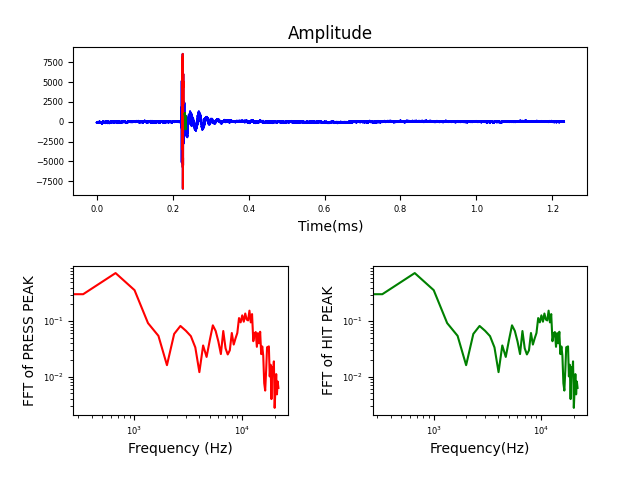 Amplitude
7500
5000
2500
0
−2500
−5000
−7500
0.0 0.2 0.4 0.6 0.8 1.0 1.2
Time(ms)
FFT of PRESS PEAK
10⁻¹
10⁻²
10³ 10⁴
Frequency (Hz)
FFT of HIT PEAK
10⁻¹
10⁻²
10³ 10⁴
Frequency(Hz)